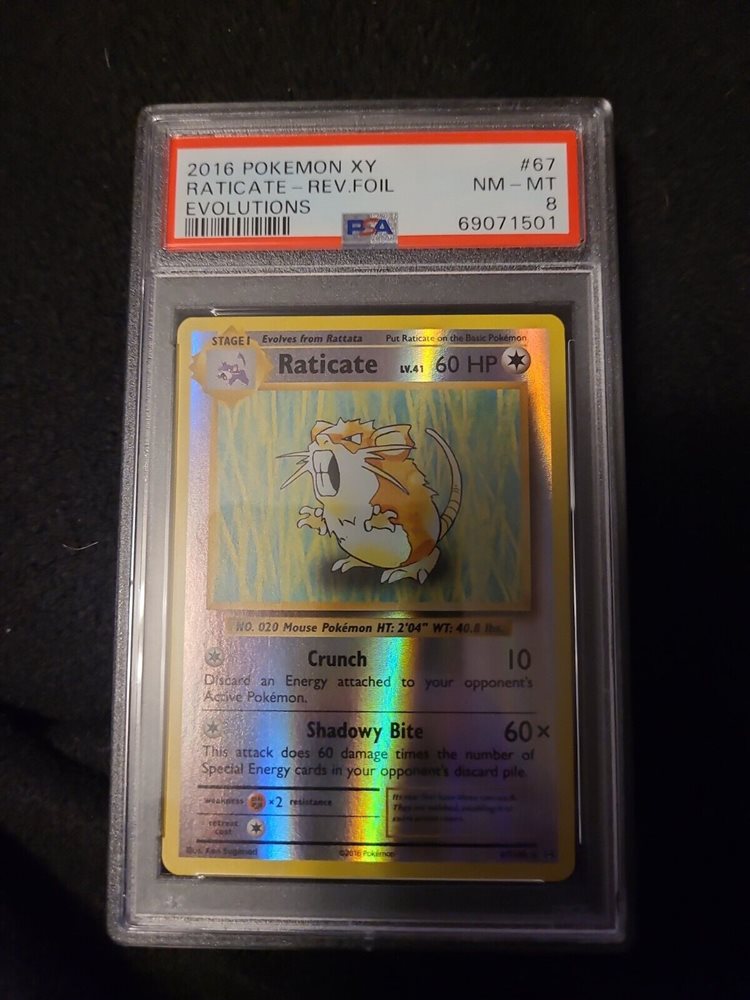 2016 POKEMON XY #67
RATICATE - REV.FOIL NM - MT
EVOLUTIONS 8
PSA 69071501
STAGE 1 Evolves from Rattata Put Raticate on the Basic Pokémon
Raticate LV.41 60 HP
NO. 020 Mouse Pokémon HT: 2'04" WT: 40.8 lbs.
Crunch 10
Discard an Energy attached to your opponent's
Active Pokémon.
Shadowy Bite 60×
This attack does 60 damage times the number of
Special Energy cards in your opponent's discard pile.
weakness ×2 resistance
retreat
cost
Illus. Ken Sugimori ©2016 Pokémon